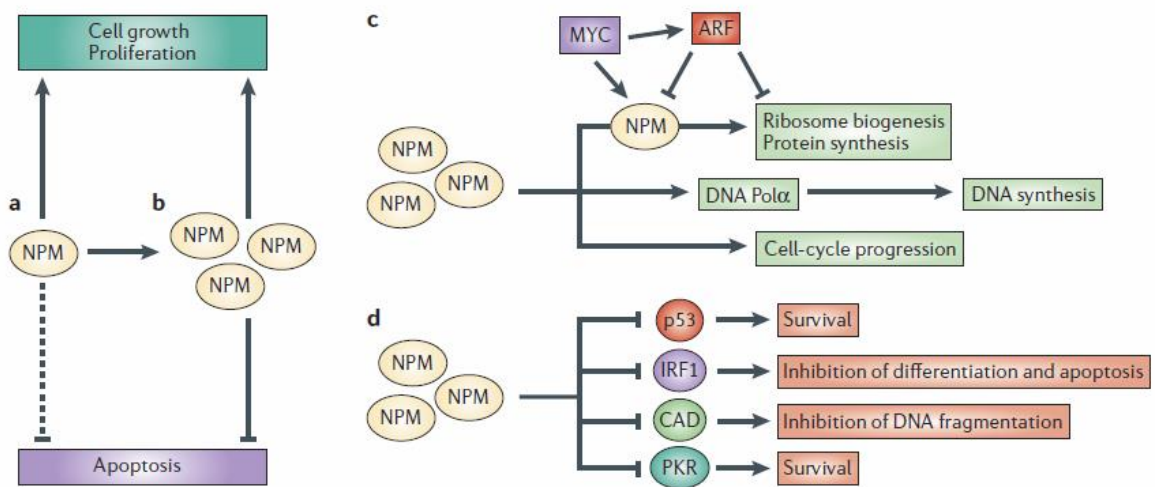 Cell growth
Proliferation
a
b
NPM
NPM
NPM
NPM
Apoptosis
c
MYC
ARF
NPM
Ribosome biogenesis
Protein synthesis
NPM
NPM
NPM
DNA Polα
DNA synthesis
Cell-cycle progression
d
NPM
NPM
NPM
p53
Survival
IRF1
Inhibition of differentiation and apoptosis
CAD
Inhibition of DNA fragmentation
PKR
Survival